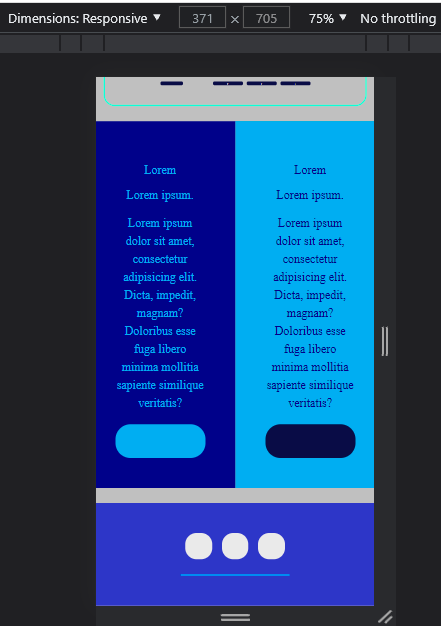 Dimensions: Responsive ▼ 371 × 705 75% ▼ No throttling
Lorem
Lorem ipsum.
Lorem ipsum
dolor sit amet,
consectetur
adipisicing elit.
Dicta, impedit,
magnam?
Doloribus esse
fuga libero
minima mollitia
sapiente similique
veritatis?
Lorem
Lorem ipsum.
Lorem ipsum
dolor sit amet,
consectetur
adipisicing elit.
Dicta, impedit,
magnam?
Doloribus esse
fuga libero
minima mollitia
sapiente similique
veritatis?